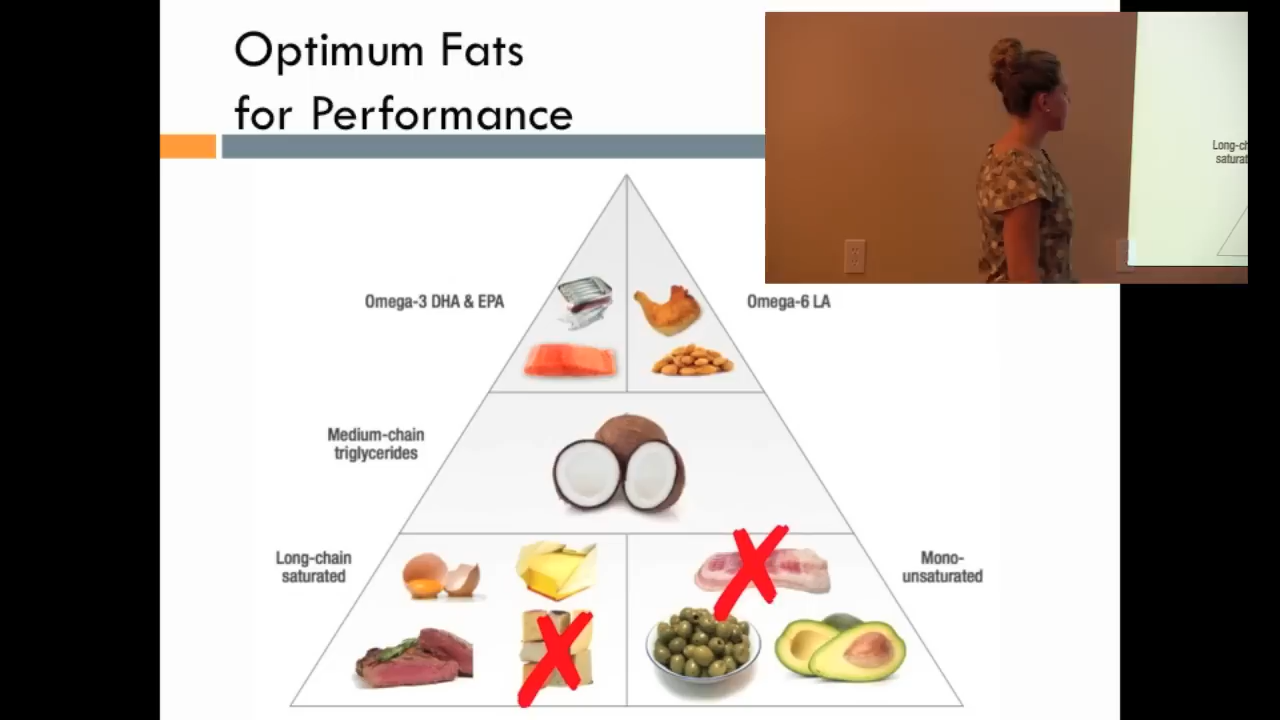 Optimum Fats
for Performance
Omega-3 DHA & EPA
Omega-6 LA
Medium-chain
triglycerides
Long-chain
saturated
Mono-
unsaturated
Long-ch
saturat